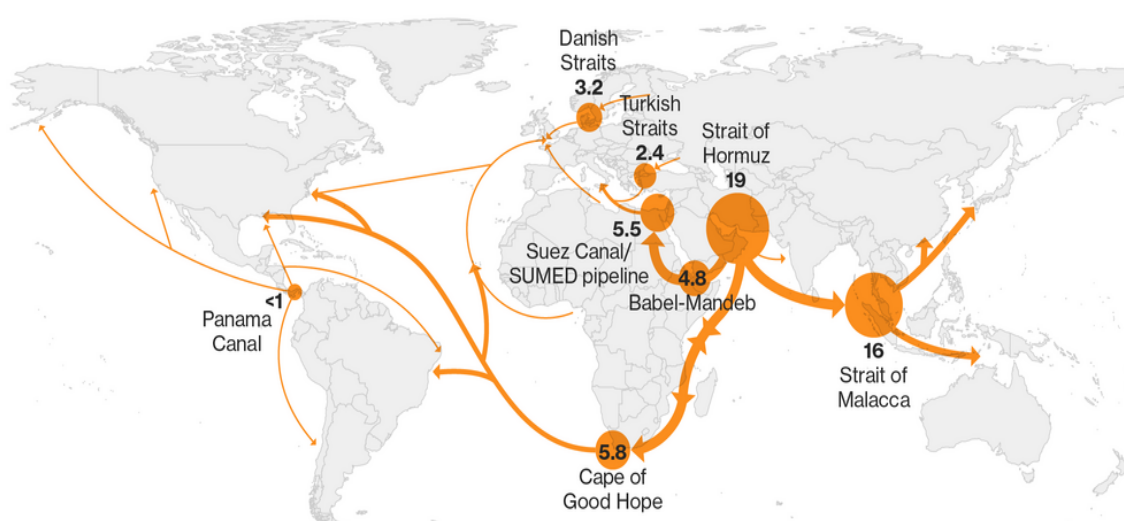 Danish
Straits
3.2
Turkish
Straits
2.4
Strait of
Hormuz
19
5.5
Suez Canal/
SUMED pipeline
4.8
Babel-Mandeb
<1
Panama
Canal
16
Strait of
Malacca
5.8
Cape of
Good Hope